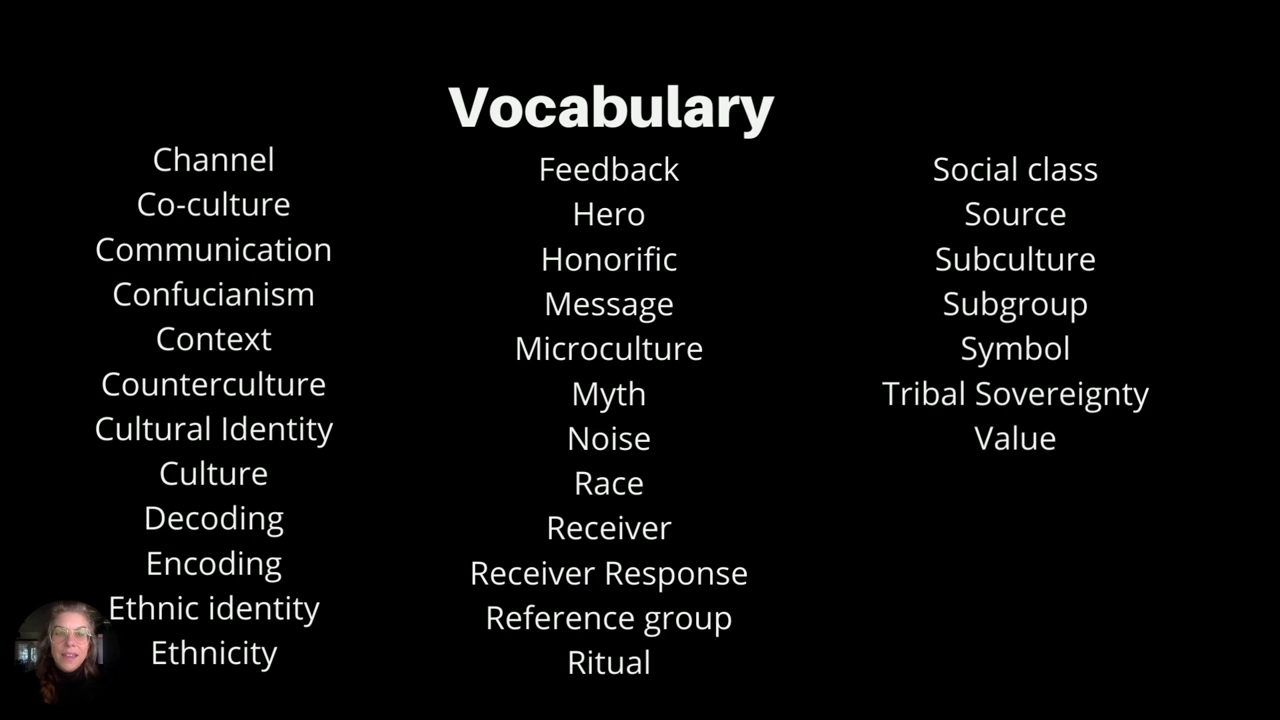 Vocabulary
Channel
Co-culture
Communication
Confucianism
Context
Counterculture
Cultural Identity
Culture
Decoding
Encoding
Ethnic identity
Ethnicity
Feedback
Hero
Honorific
Message
Microculture
Myth
Noise
Race
Receiver
Receiver Response
Reference group
Ritual
Social class
Source
Subculture
Subgroup
Symbol
Tribal Sovereignty
Value